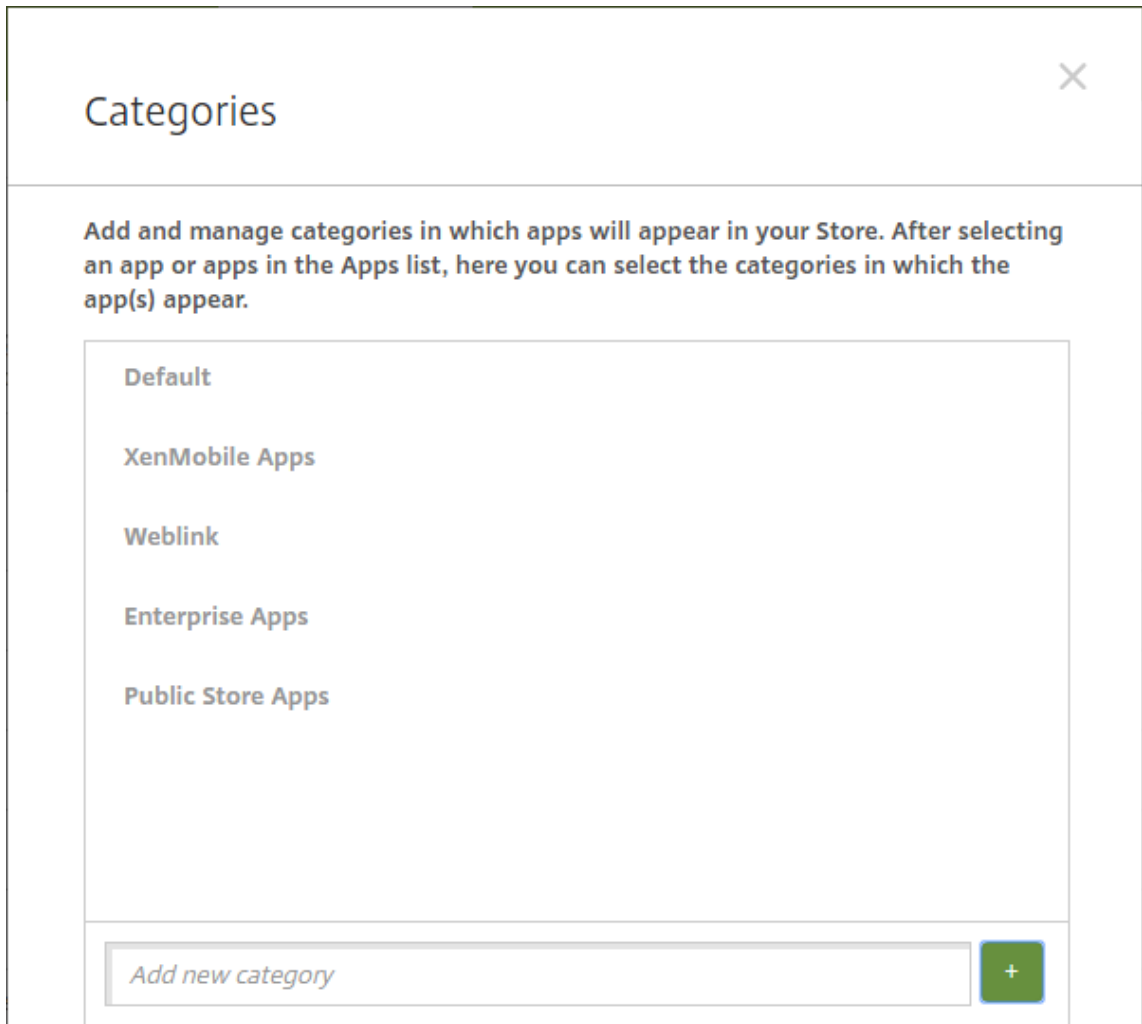 Categories
Add and manage categories in which apps will appear in your Store. After selecting
an app or apps in the Apps list, here you can select the categories in which the
app(s) appear.
Default
XenMobile Apps
Weblink
Enterprise Apps
Public Store Apps
Add new category
+